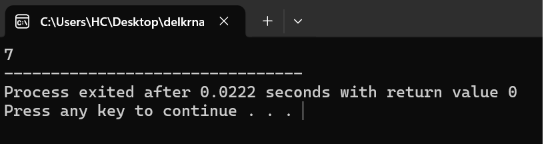 C:\Users\HC\Desktop\delkrna
7
--------------------------------
Process exited after 0.0222 seconds with return value 0
Press any key to continue . . .